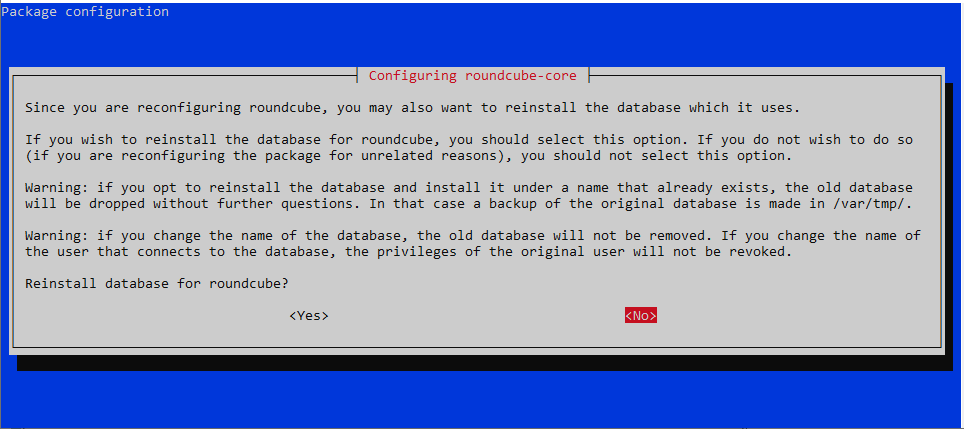 Package configuration
Configuring roundcube-core
Since you are reconfiguring roundcube, you may also want to reinstall the database which it uses.
If you wish to reinstall the database for roundcube, you should select this option. If you do not wish to do so
(if you are reconfiguring the package for unrelated reasons), you should not select this option.
Warning: if you opt to reinstall the database and install it under a name that already exists, the old database
will be dropped without further questions. In that case a backup of the original database is made in /var/tmp/.
Warning: if you change the name of the database, the old database will not be removed. If you change the name of
the user that connects to the database, the privileges of the original user will not be revoked.
Reinstall database for roundcube?
<Yes> <No>